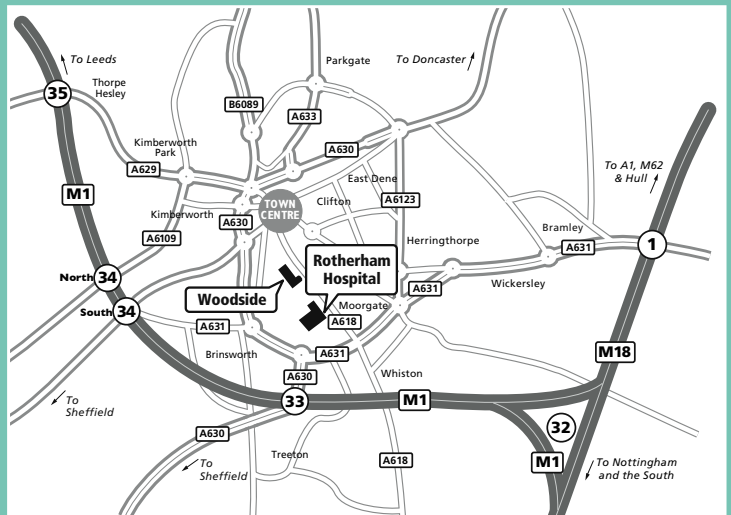 To Leeds
Parkgate
To Doncaster
35
Thorpe
Hesley
B6089
A633
Kimberworth
Park
A630
To A1, M62
& Hull
A629
East Dene
M1
TOWN
CENTRE
Clifton
A6123
Kimberworth
A630
Bramley
A6109
Herringthorpe
A631
1
Rotherham
Hospital
North
34
Wickersley
Woodside
Moorgate
A631
South
34
A618
A631
Brinsworth
A631
M18
Whiston
A630
33
M1
To
Sheffield
32
A630
Treeton
To
Sheffield
A618
M1
To Nottingham
and the South